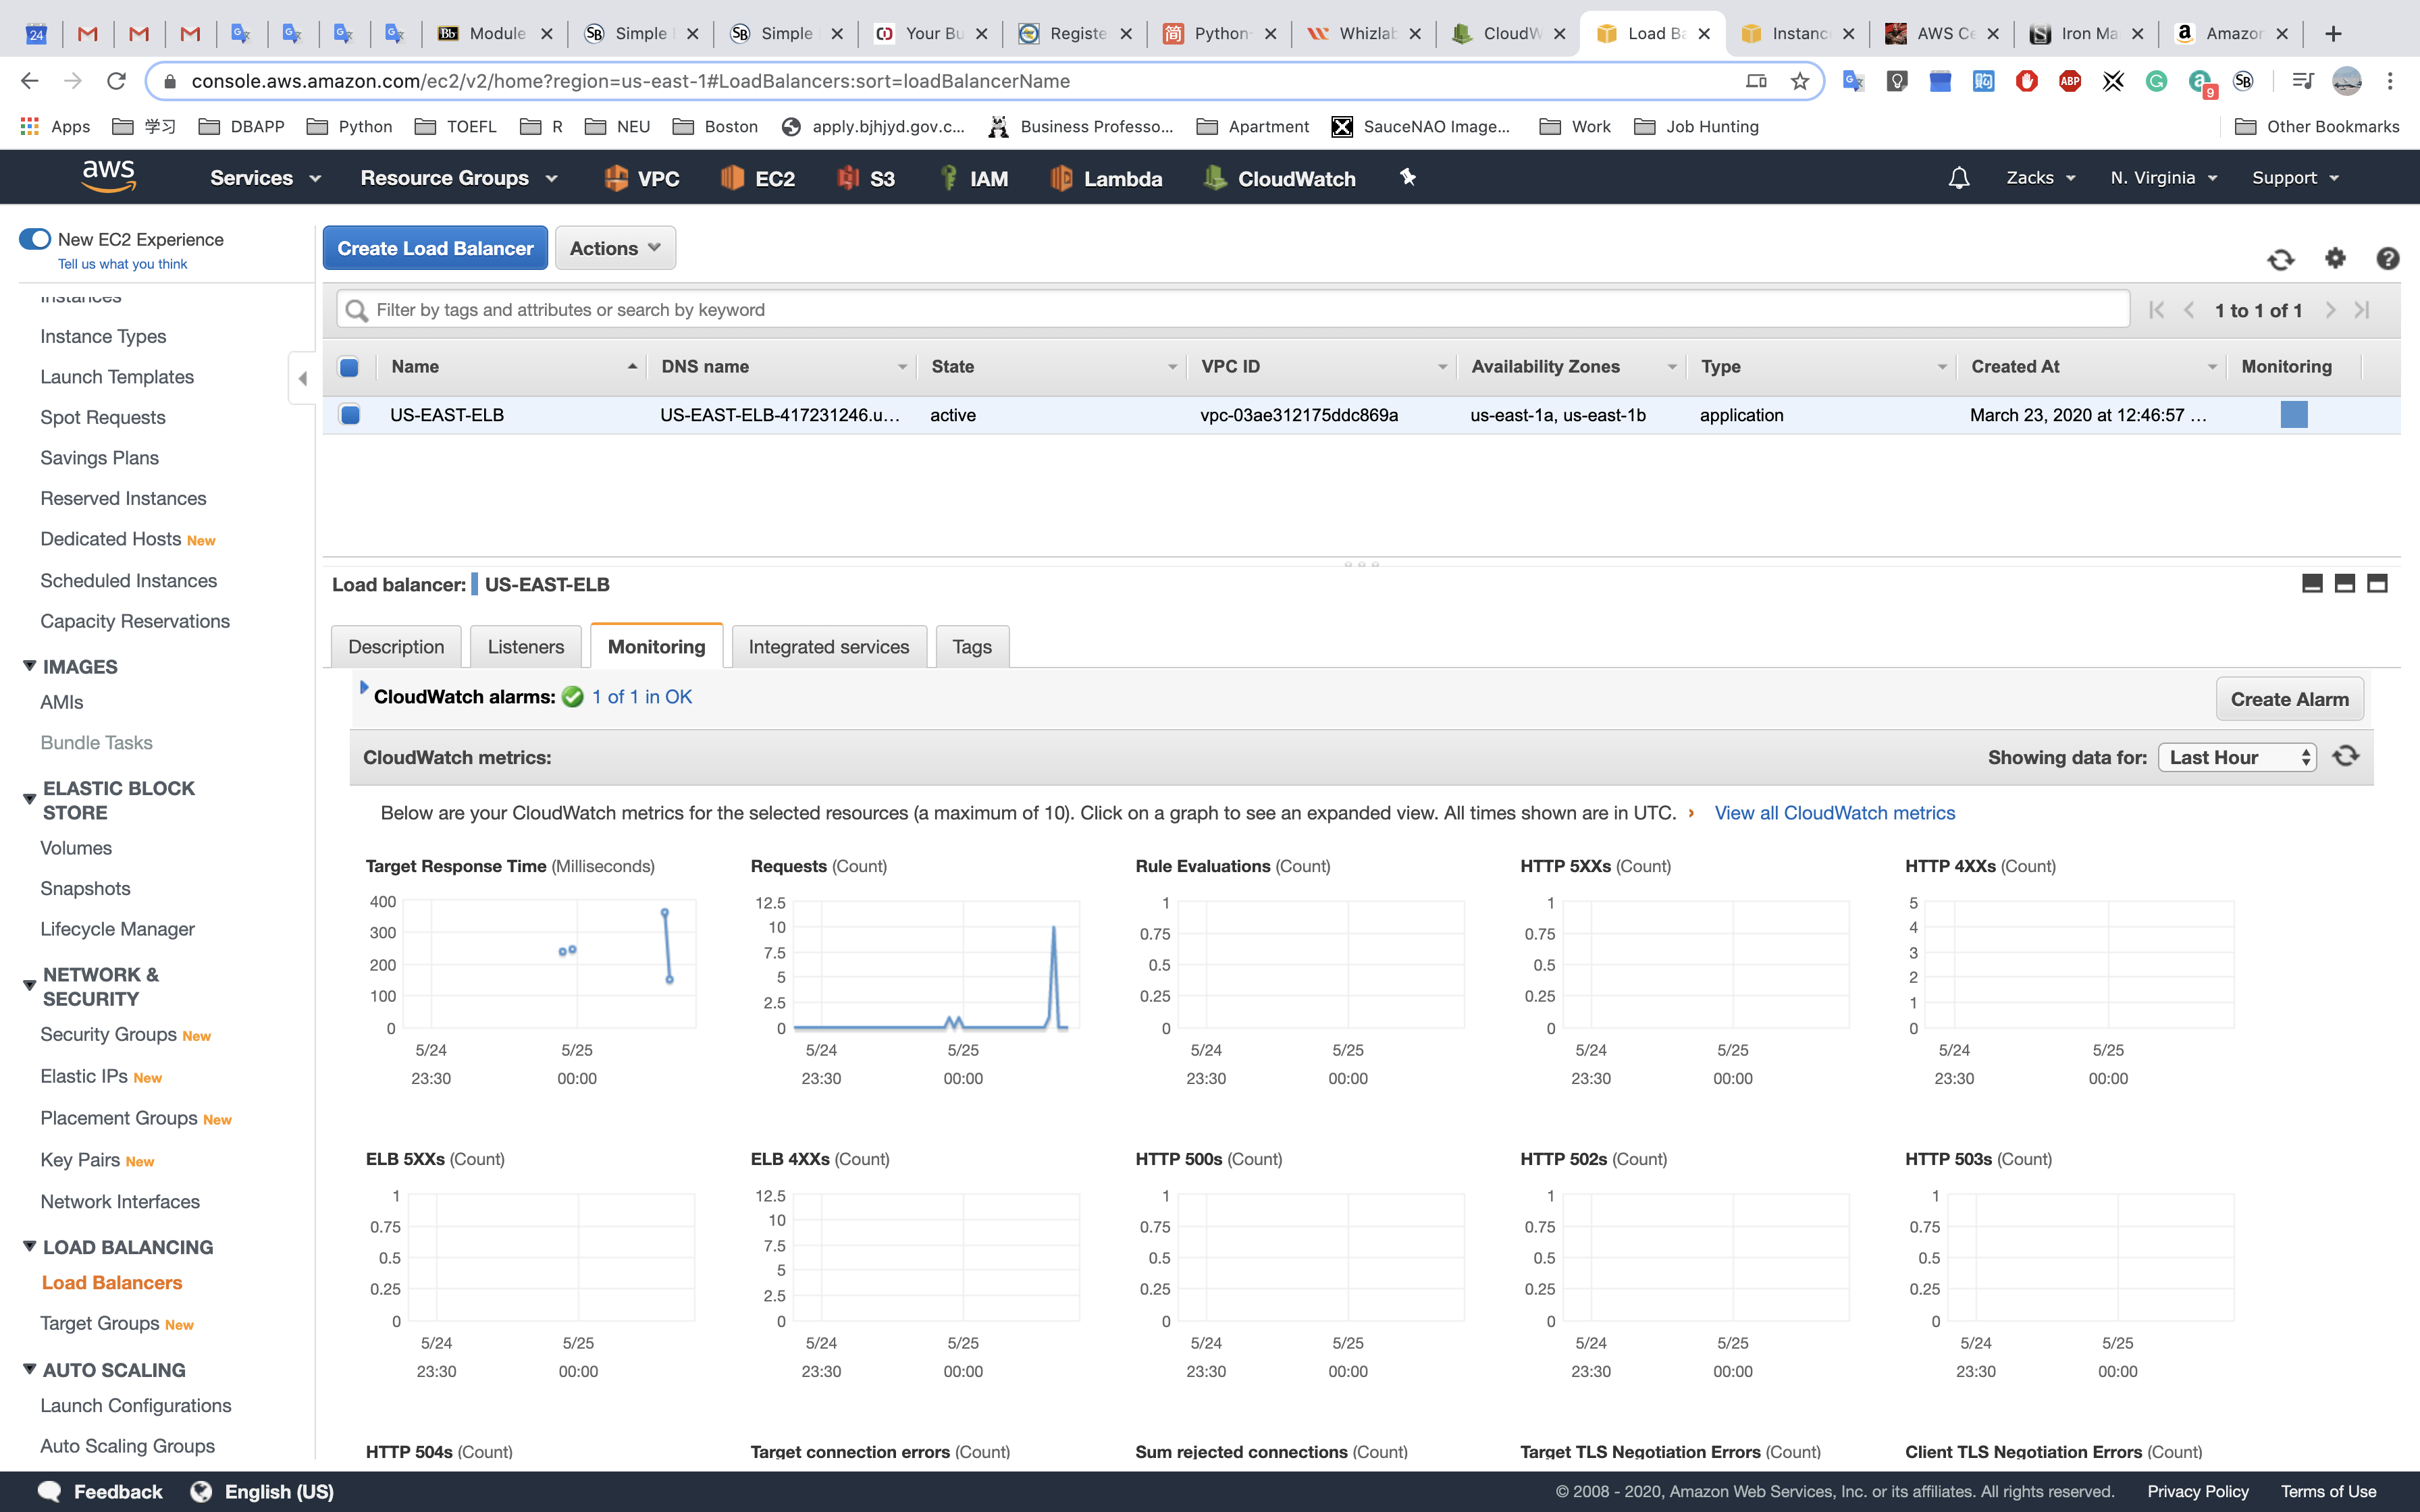 24 Module Simple Simple Your Bu Registe Python- Whizlab CloudW Load Ba Instanc AWS Ce Iron Ma Amazon
console.aws.amazon.com/ec2/v2/home?region=us-east-1#LoadBalancers:sort=loadBalancerName
Apps 学习 DBAPP Python TOEFL R NEU Boston apply.bjhjyd.gov.c... Business Professo... Apartment SauceNAO Image... Work Job Hunting Other Bookmarks
aws Services Resource Groups VPC EC2 S3 IAM Lambda CloudWatch Zacks N. Virginia Support
New EC2 Experience
Tell us what you think
Instances
Instance Types
Launch Templates
Spot Requests
Savings Plans
Reserved Instances
Dedicated Hosts New
Scheduled Instances
Capacity Reservations
IMAGES
AMIs
Bundle Tasks
ELASTIC BLOCK
STORE
Volumes
Snapshots
Lifecycle Manager
NETWORK &
SECURITY
Security Groups New
Elastic IPs New
Placement Groups New
Key Pairs New
Network Interfaces
LOAD BALANCING
Load Balancers
Target Groups New
AUTO SCALING
Launch Configurations
Auto Scaling Groups
Create Load Balancer Actions
Filter by tags and attributes or search by keyword 1 to 1 of 1
Name DNS name State VPC ID Availability Zones Type Created At Monitoring
US-EAST-ELB US-EAST-ELB-417231246.u... active vpc-03ae312175ddc869a us-east-1a, us-east-1b application March 23, 2020 at 12:46:57 ...
Load balancer: US-EAST-ELB
Description Listeners Monitoring Integrated services Tags
CloudWatch alarms: 1 of 1 in OK Create Alarm
CloudWatch metrics: Showing data for: Last Hour
Below are your CloudWatch metrics for the selected resources (a maximum of 10). Click on a graph to see an expanded view. All times shown are in UTC. › View all CloudWatch metrics
Target Response Time (Milliseconds)
400
300
200
100
0
5/24 5/25
23:30 00:00
Requests (Count)
12.5
10
7.5
5
2.5
0
5/24 5/25
23:30 00:00
Rule Evaluations (Count)
1
0.75
0.5
0.25
0
5/24 5/25
23:30 00:00
HTTP 5XXs (Count)
1
0.75
0.5
0.25
0
5/24 5/25
23:30 00:00
HTTP 4XXs (Count)
5
4
3
2
1
0
5/24 5/25
23:30 00:00
ELB 5XXs (Count)
1
0.75
0.5
0.25
0
5/24 5/25
23:30 00:00
ELB 4XXs (Count)
12.5
10
7.5
5
2.5
0
5/24 5/25
23:30 00:00
HTTP 500s (Count)
1
0.75
0.5
0.25
0
5/24 5/25
23:30 00:00
HTTP 502s (Count)
1
0.75
0.5
0.25
0
5/24 5/25
23:30 00:00
HTTP 503s (Count)
1
0.75
0.5
0.25
0
5/24 5/25
23:30 00:00
HTTP 504s (Count) Target connection errors (Count) Sum rejected connections (Count) Target TLS Negotiation Errors (Count) Client TLS Negotiation Errors (Count)
Feedback English (US) © 2008 - 2020, Amazon Web Services, Inc. or its affiliates. All rights reserved. Privacy Policy Terms of Use